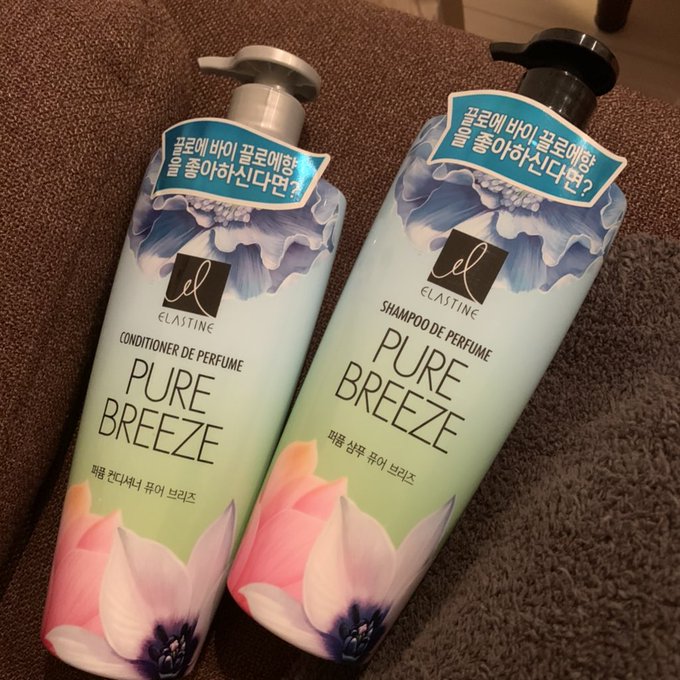 끌로에 바이 끌로에향
을 좋아하신다면?
el
ELASTINE
CONDITIONER DE PERFUME
PURE
BREEZE
퍼퓸 컨디셔너 퓨어 브리즈
끌로에 바이 끌로에향
을 좋아하신다면?
el
ELASTINE
SHAMPOO DE PERFUME
PURE
BREEZE
퍼퓸 샴푸 퓨어 브리즈